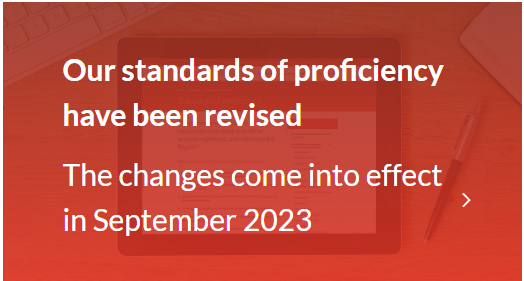 Our standards of proficiency
have been revised
The changes come into effect
in September 2023